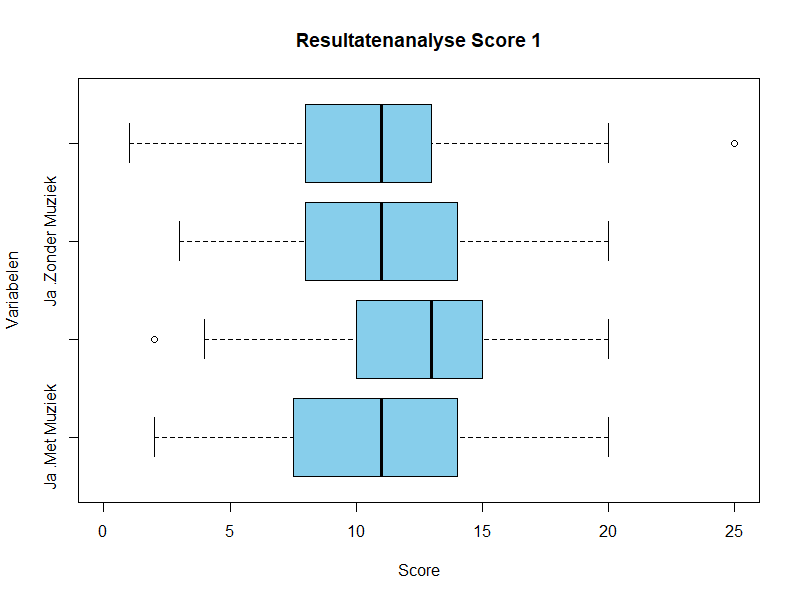 Resultatenanalyse Score 1
Variabelen
Ja .Zonder Muziek
Ja .Met Muziek
0 5 10 15 20 25
Score